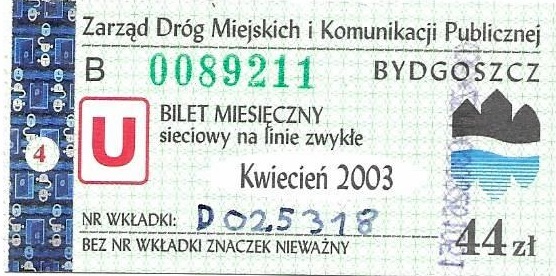 Zarząd Dróg Miejskich i Komunikacji Publicznej
B 0089211 BYDGOSZCZ
U
BILET MIESIĘCZNY
sieciowy na linie zwykłe
4
Kwiecień 2003
NR WKŁADKI: D025318
BEZ NR WKŁADKI ZNACZEK NIEWAŻNY
44 zł